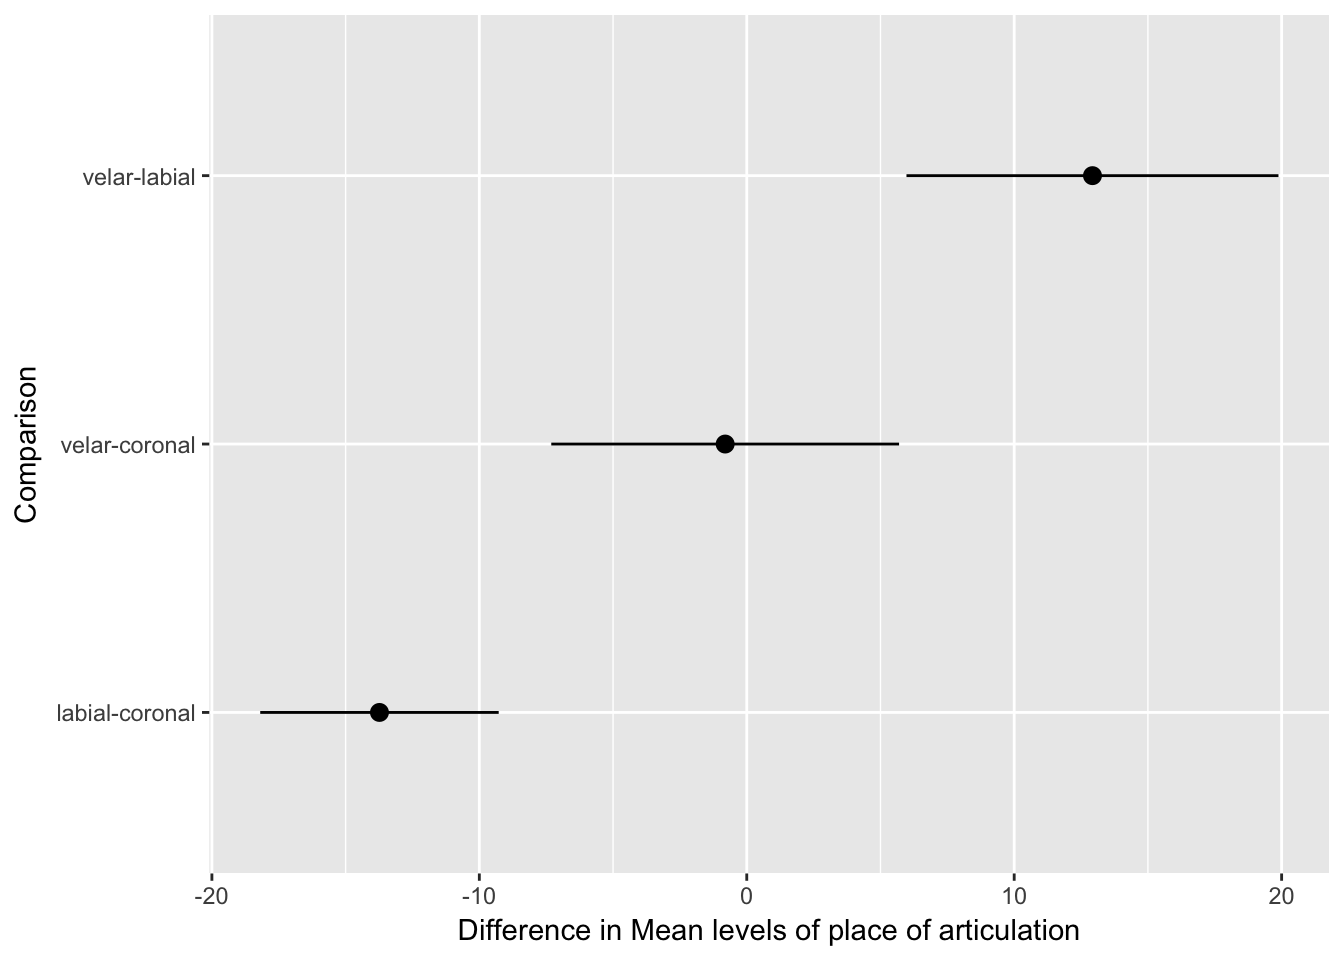 velar-labial
velar-coronal
labial-coronal
Comparison
-20 -10 0 10 20
Difference in Mean levels of place of articulation